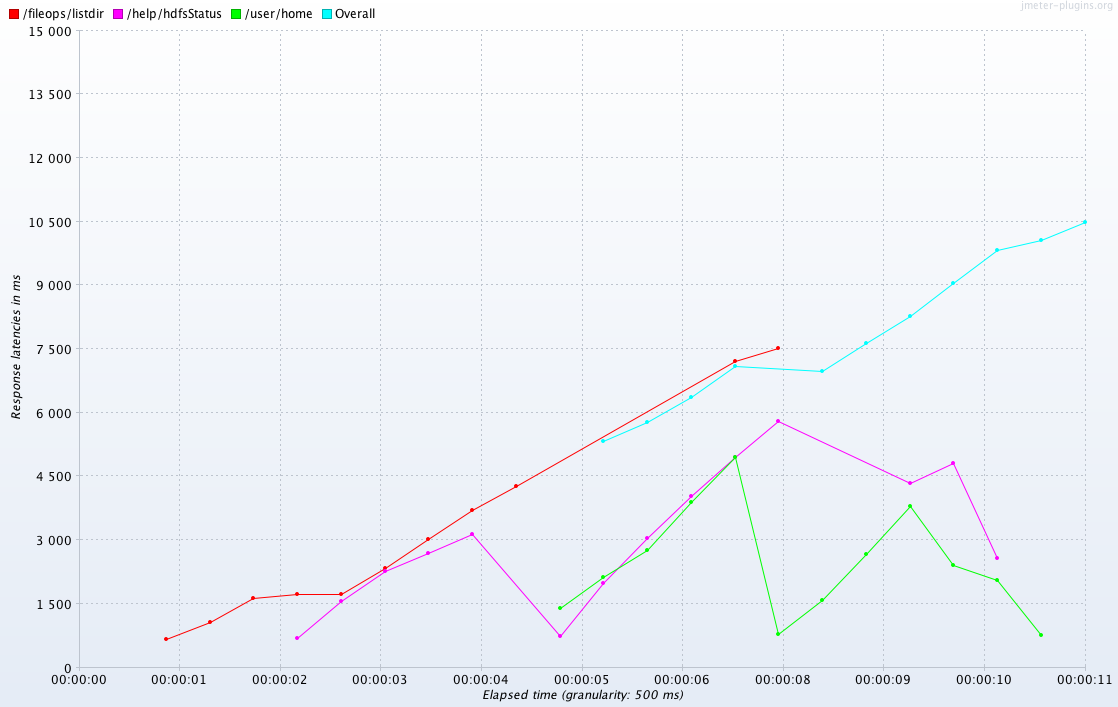 /fileops/listdir /help/hdfsStatus /user/home Overall
jmeter-plugins.org
15 000
13 500
12 000
10 500
9 000
7 500
6 000
4 500
3 000
1 500
0
Response latencies in ms
00:00:00 00:00:01 00:00:02 00:00:03 00:00:04 00:00:05 00:00:06 00:00:08 00:00:09 00:00:10 00:00:11
Elapsed time (granularity: 500 ms)